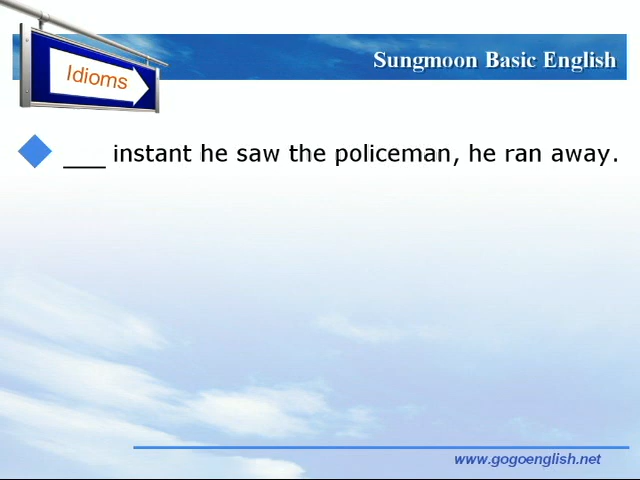 Idioms
Sungmoon Basic English
___ instant he saw the policeman, he ran away.
www.gogoenglish.net